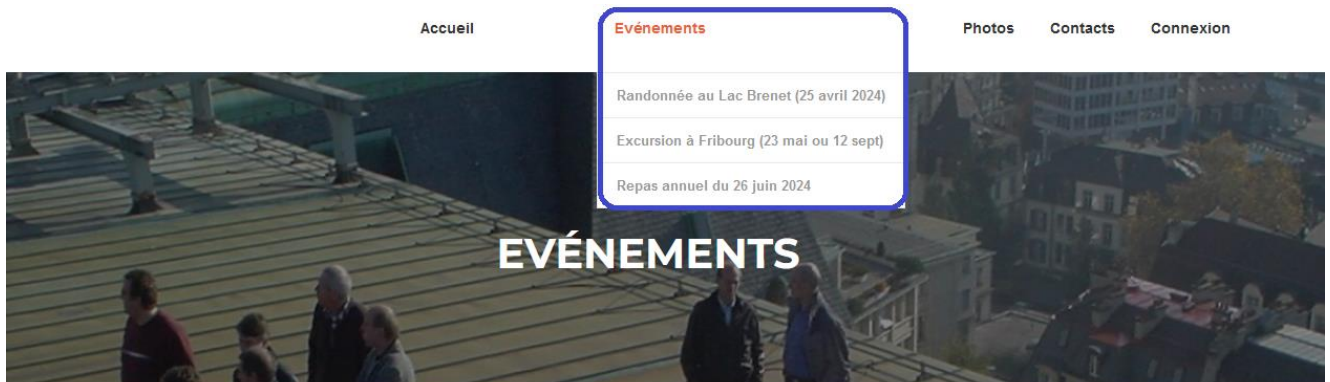 Accueil Evénements Photos Contacts Connexion
Randonnée au Lac Brenet (25 avril 2024)
Excursion à Fribourg (23 mai ou 12 sept)
Repas annuel du 26 juin 2024
EVÉNEMENTS